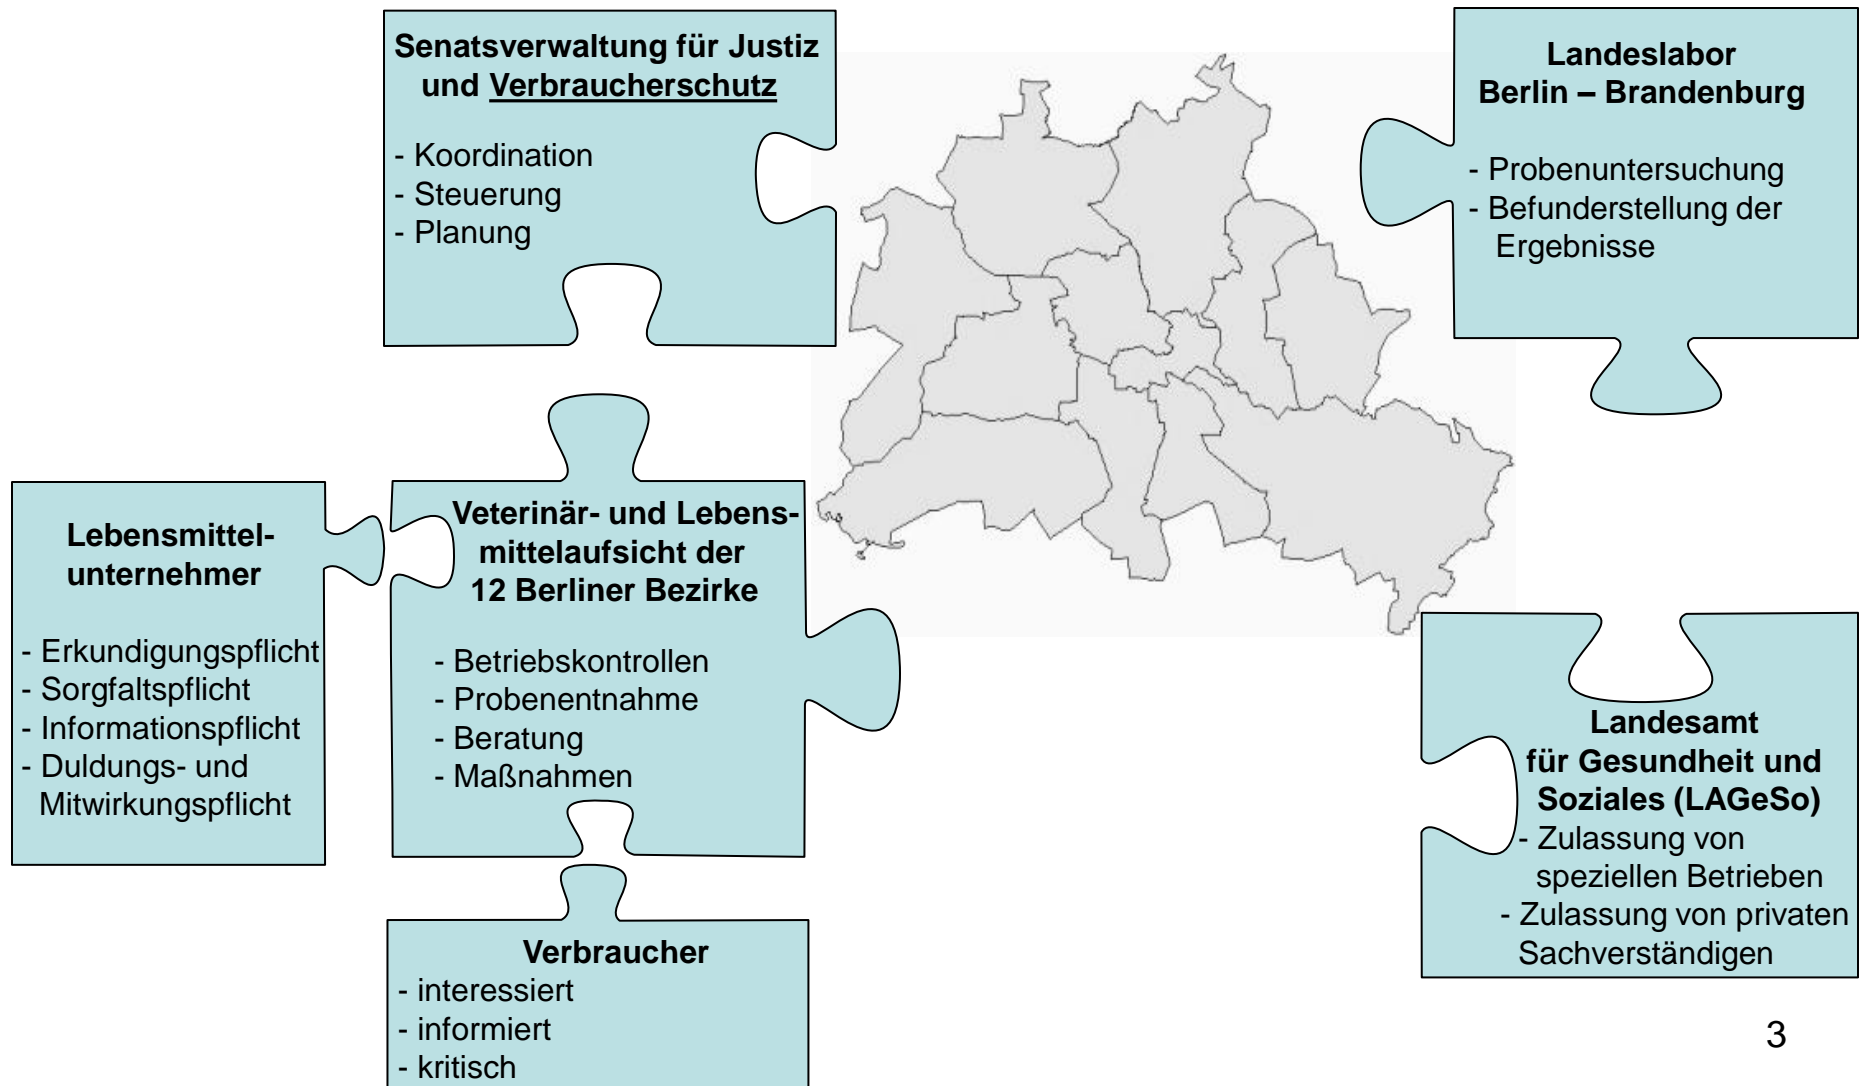 Senatsverwaltung für Justiz
und Verbraucherschutz
- Koordination
- Steuerung
- Planung
Landeslabor
Berlin – Brandenburg
- Probenuntersuchung
- Befunderstellung der
Ergebnisse
Lebensmittel-
unternehmer
- Erkundigungspflicht
- Sorgfaltspflicht
- Informationspflicht
- Duldungs- und
Mitwirkungspflicht
Veterinär- und Lebens-
mittelaufsicht der
12 Berliner Bezirke
- Betriebskontrollen
- Probenentnahme
- Beratung
- Maßnahmen
Landesamt
für Gesundheit und
Soziales (LAGeSo)
- Zulassung von
speziellen Betrieben
- Zulassung von privaten
Sachverständigen
Verbraucher
- interessiert
- informiert
- kritisch
3